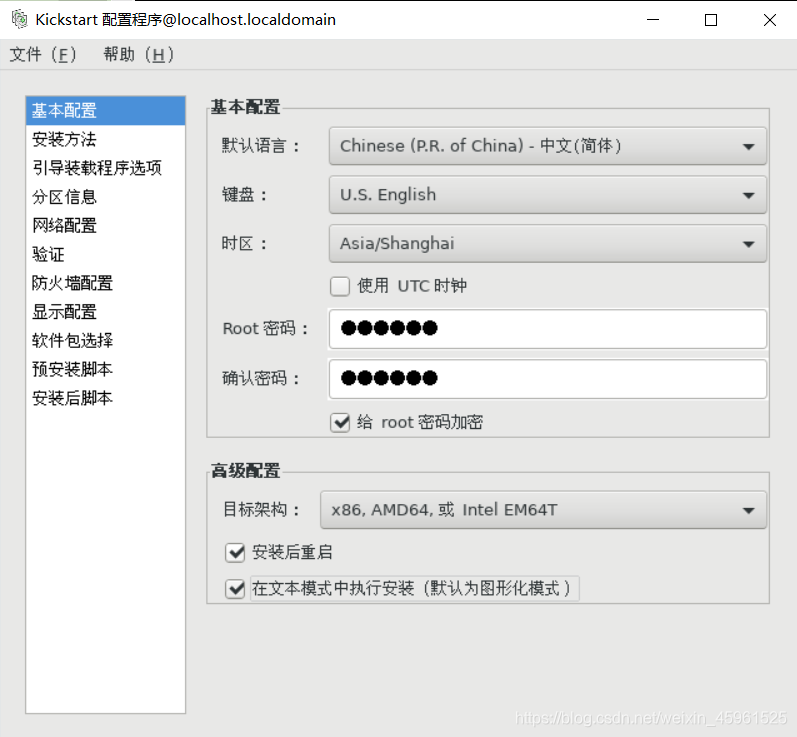 Kickstart 配置程序@localhost.localdomain
文件（F） 帮助（H）
基本配置
安装方法
引导装载程序选项
分区信息
网络配置
验证
防火墙配置
显示配置
软件包选择
预安装脚本
安装后脚本
基本配置
默认语言： Chinese (P.R. of China) - 中文(简体)
键盘： U.S. English
时区： Asia/Shanghai
使用 UTC 时钟
Root 密码： ●●●●●●
确认密码： ●●●●●●
给 root 密码加密
高级配置
目标架构： x86, AMD64, 或 Intel EM64T
安装后重启
在文本模式中执行安装（默认为图形化模式）
https://blog.csdn.net/weixin_45961525